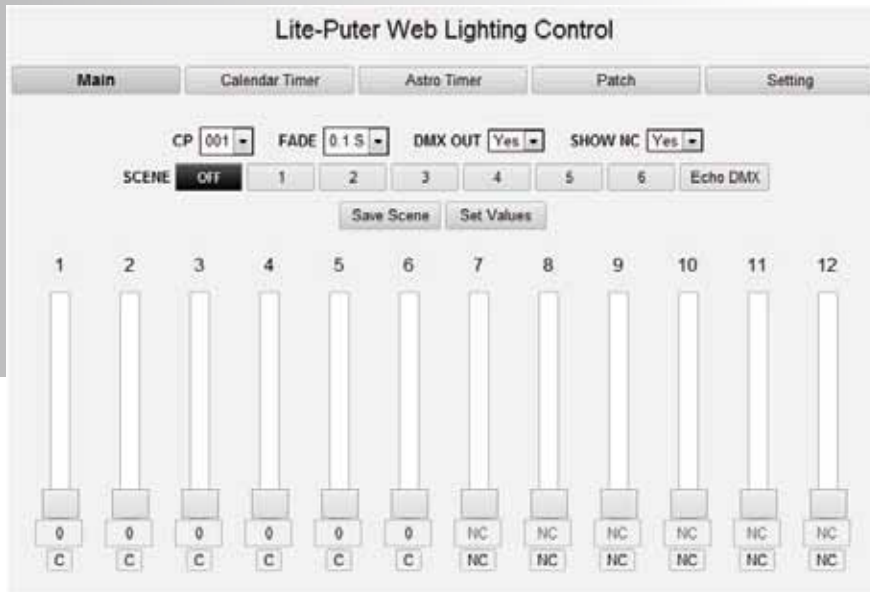 Lite-Puter Web Lighting Control
Main Calendar Timer Astro Timer Patch Setting
CP 001 FADE 0.1 S DMX OUT Yes SHOW NC Yes
SCENE OFF 1 2 3 4 5 6 Echo DMX
Save Scene Set Values
1 2 3 4 5 6 7 8 9 10 11 12
0 0 0 0 0 0 NC NC NC NC NC NC
C C C C C C NC NC NC NC NC NC